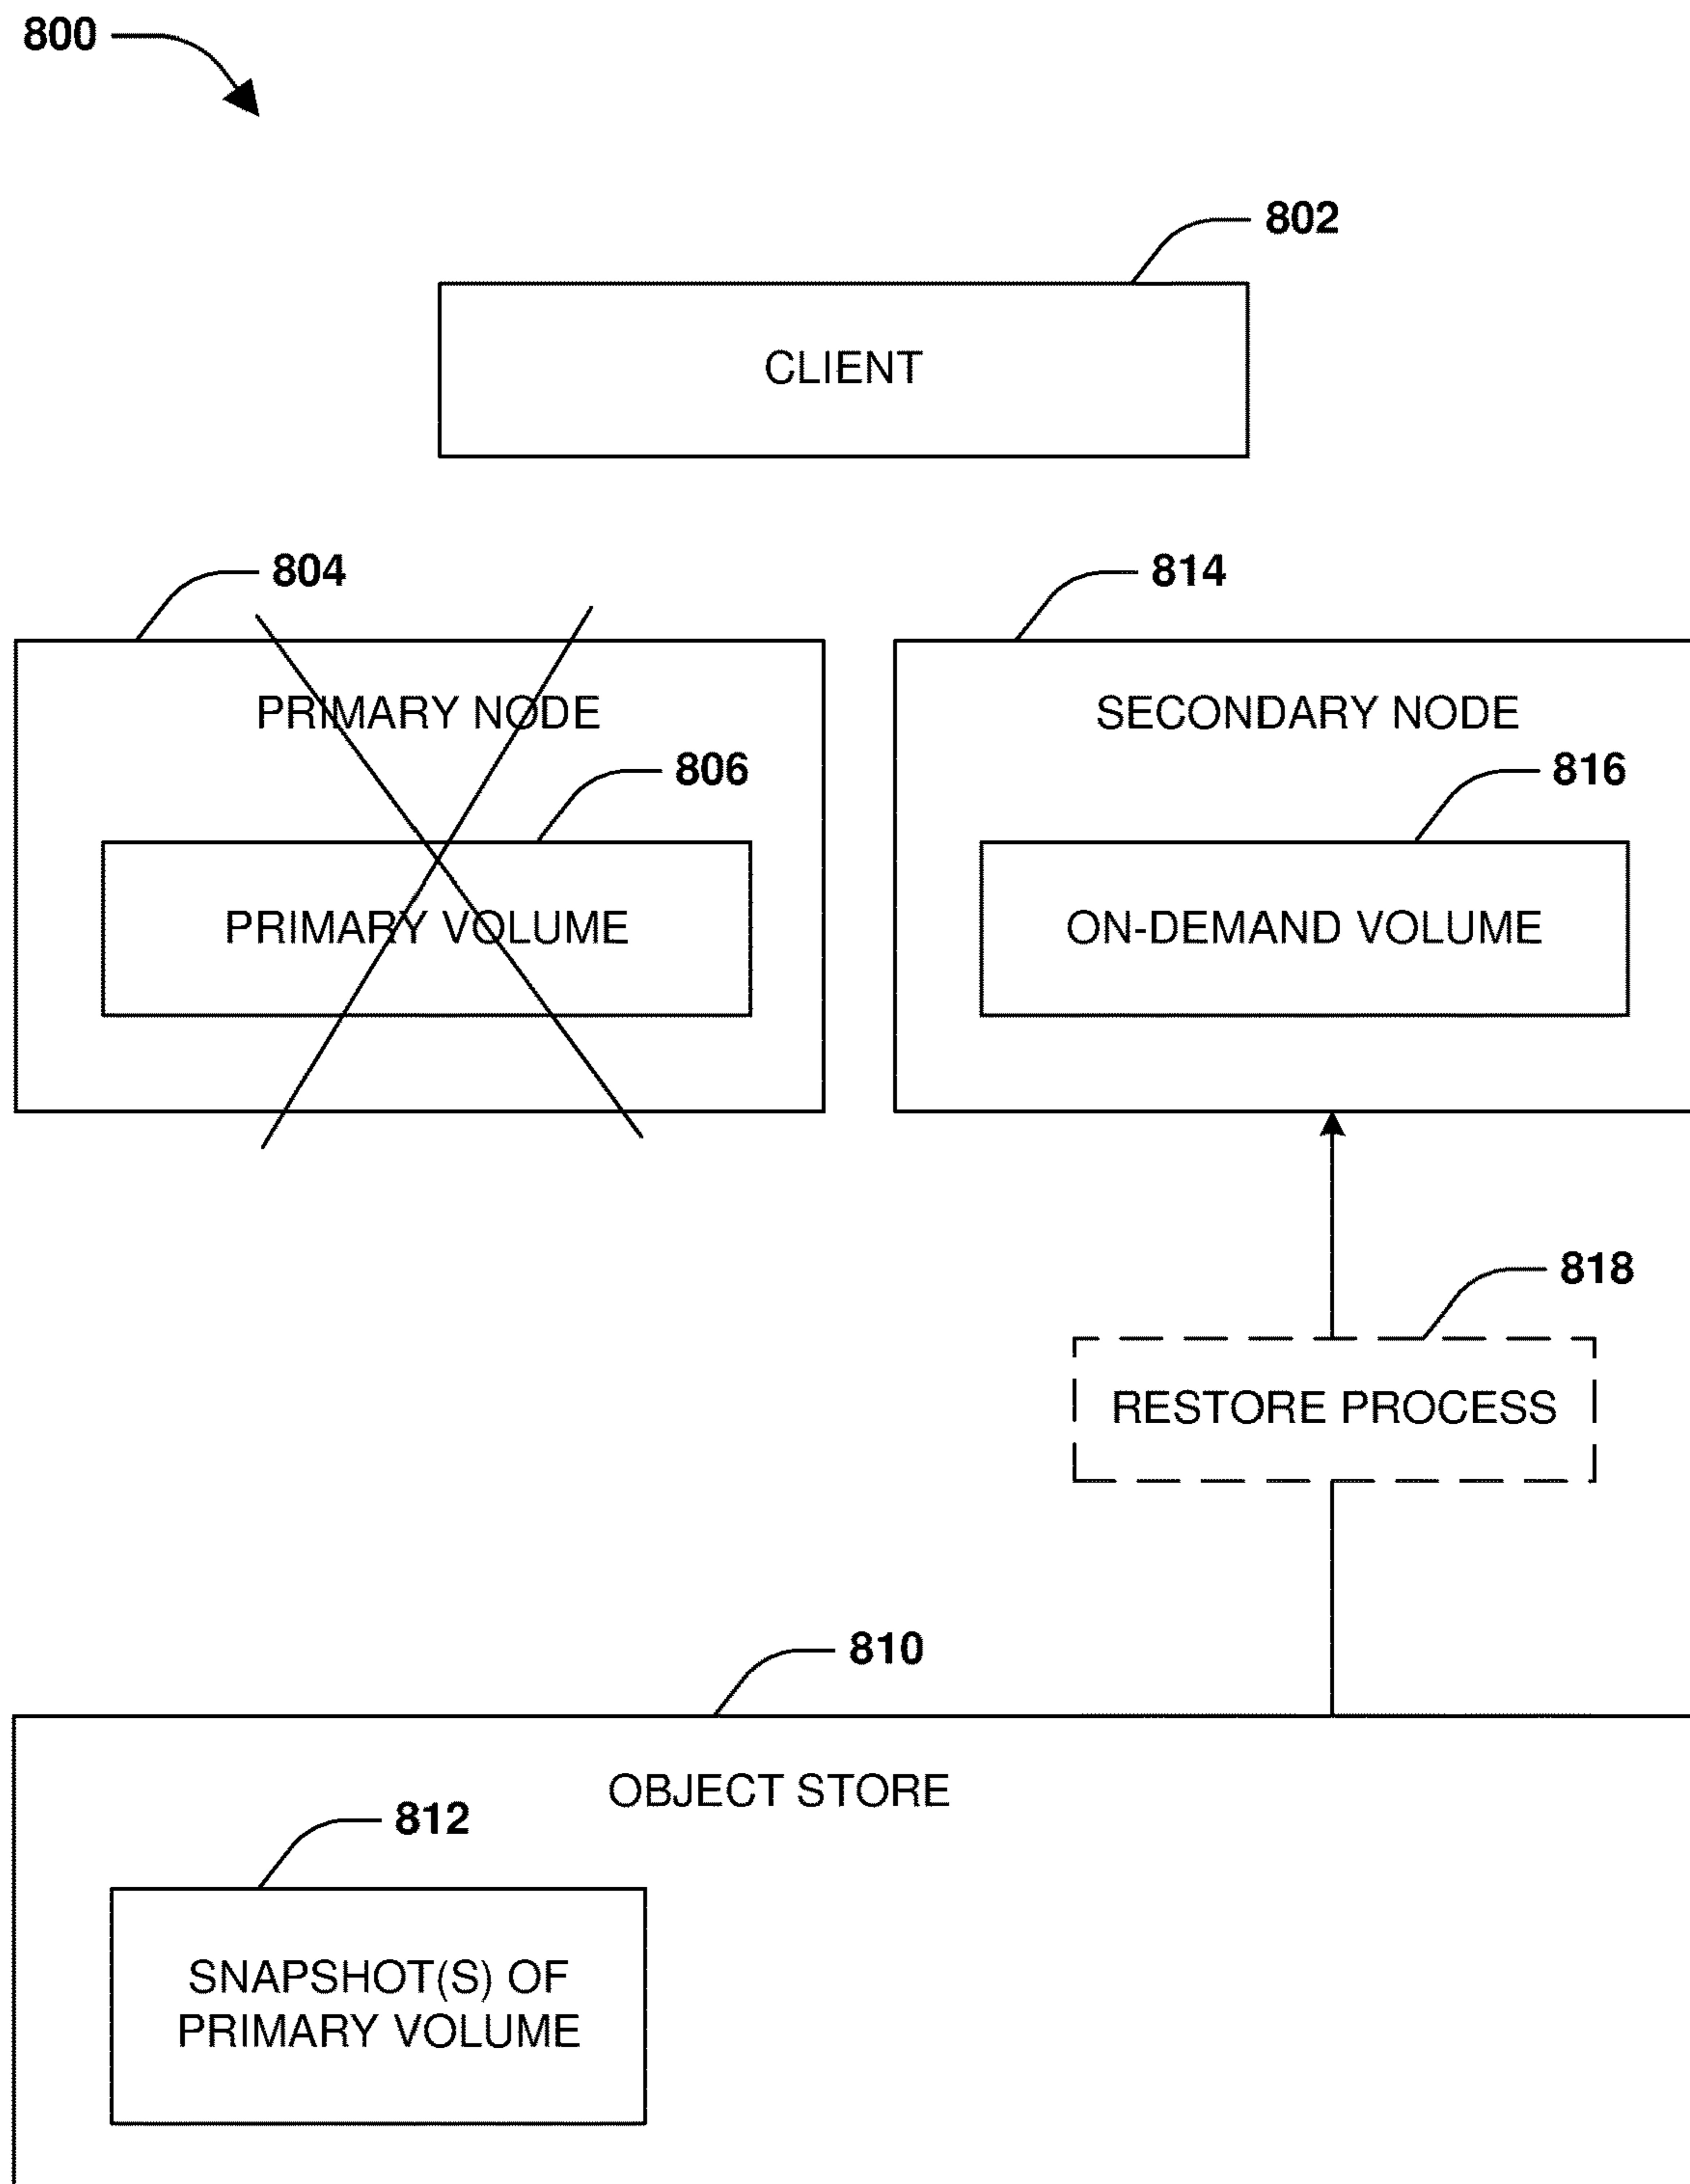 800
802
CLIENT
804
814
PRIMARY NODE
SECONDARY NODE
806
816
PRIMARY VOLUME
ON-DEMAND VOLUME
818
RESTORE PROCESS
810
OBJECT STORE
812
SNAPSHOT(S) OF
PRIMARY VOLUME